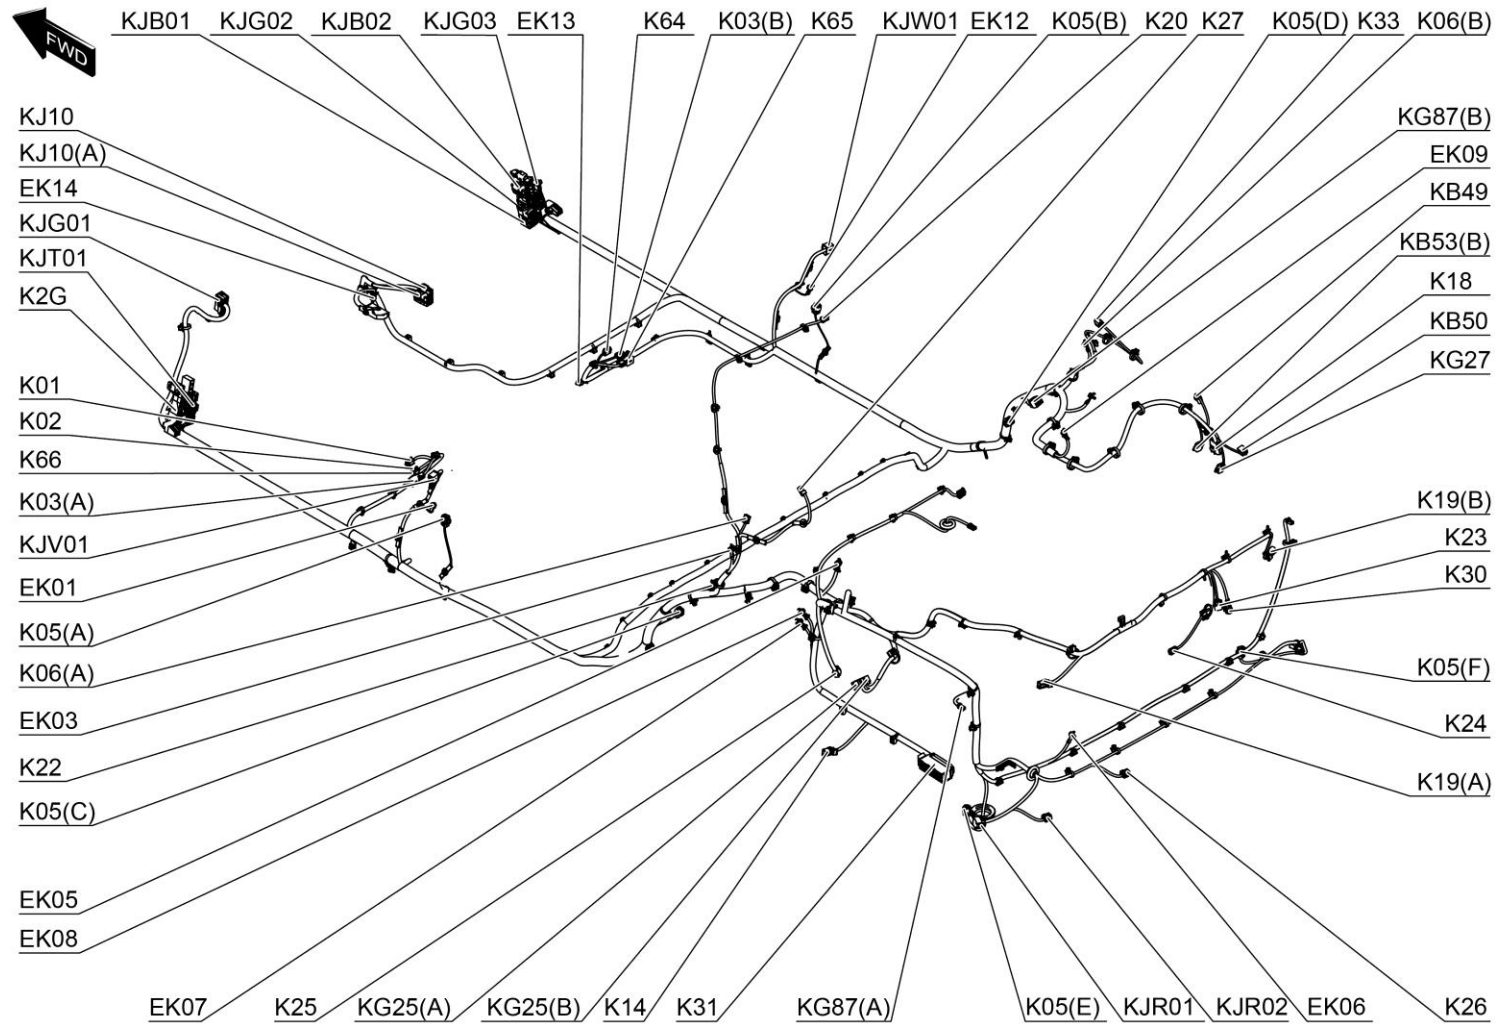 FWD
KJB01 KJG02 KJB02 KJG03 EK13 K64 K03(B) K65 KJW01 EK12 K05(B) K20 K27 K05(D) K33 K06(B)
KJ10
KJ10(A)
EK14
KJG01
KJT01
K2G
K01
K02
K66
K03(A)
KJV01
EK01
K05(A)
K06(A)
EK03
K22
K05(C)
EK05
EK08
KG87(B)
EK09
KB49
KB53(B)
K18
KB50
KG27
K19(B)
K23
K30
K05(F)
K24
K19(A)
EK07 K25 KG25(A) KG25(B) K14 K31 KG87(A) K05(E) KJR01 KJR02 EK06 K26